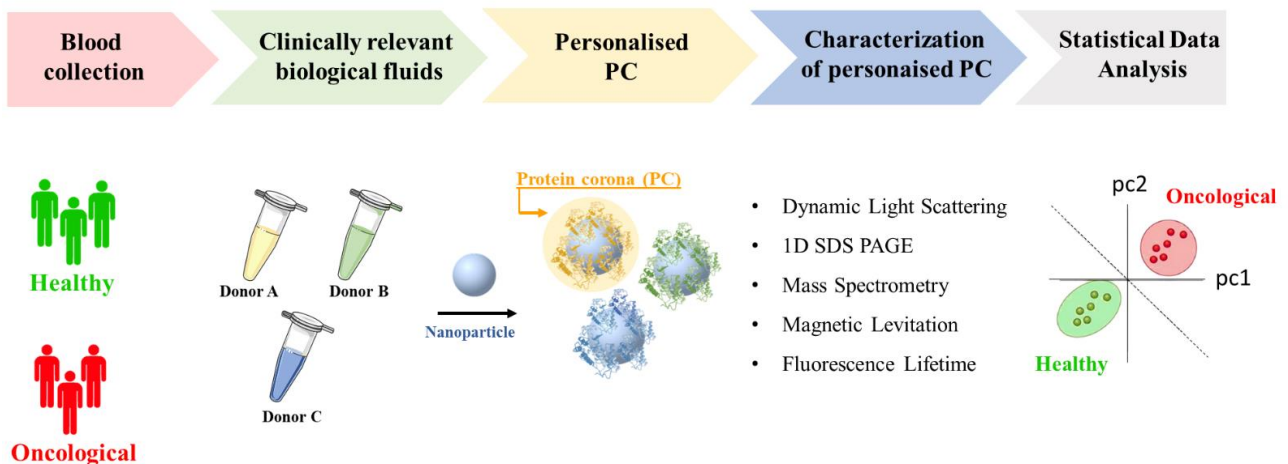 Blood
collection
Clinically relevant
biological fluids
Personalised
PC
Characterization
of personaised PC
Statistical Data
Analysis
Healthy
Oncological
Donor A
Donor B
Donor C
Nanoparticle
Protein corona (PC)
• Dynamic Light Scattering
• 1D SDS PAGE
• Mass Spectrometry
• Magnetic Levitation
• Fluorescence Lifetime
pc2
Oncological
pc1
Healthy